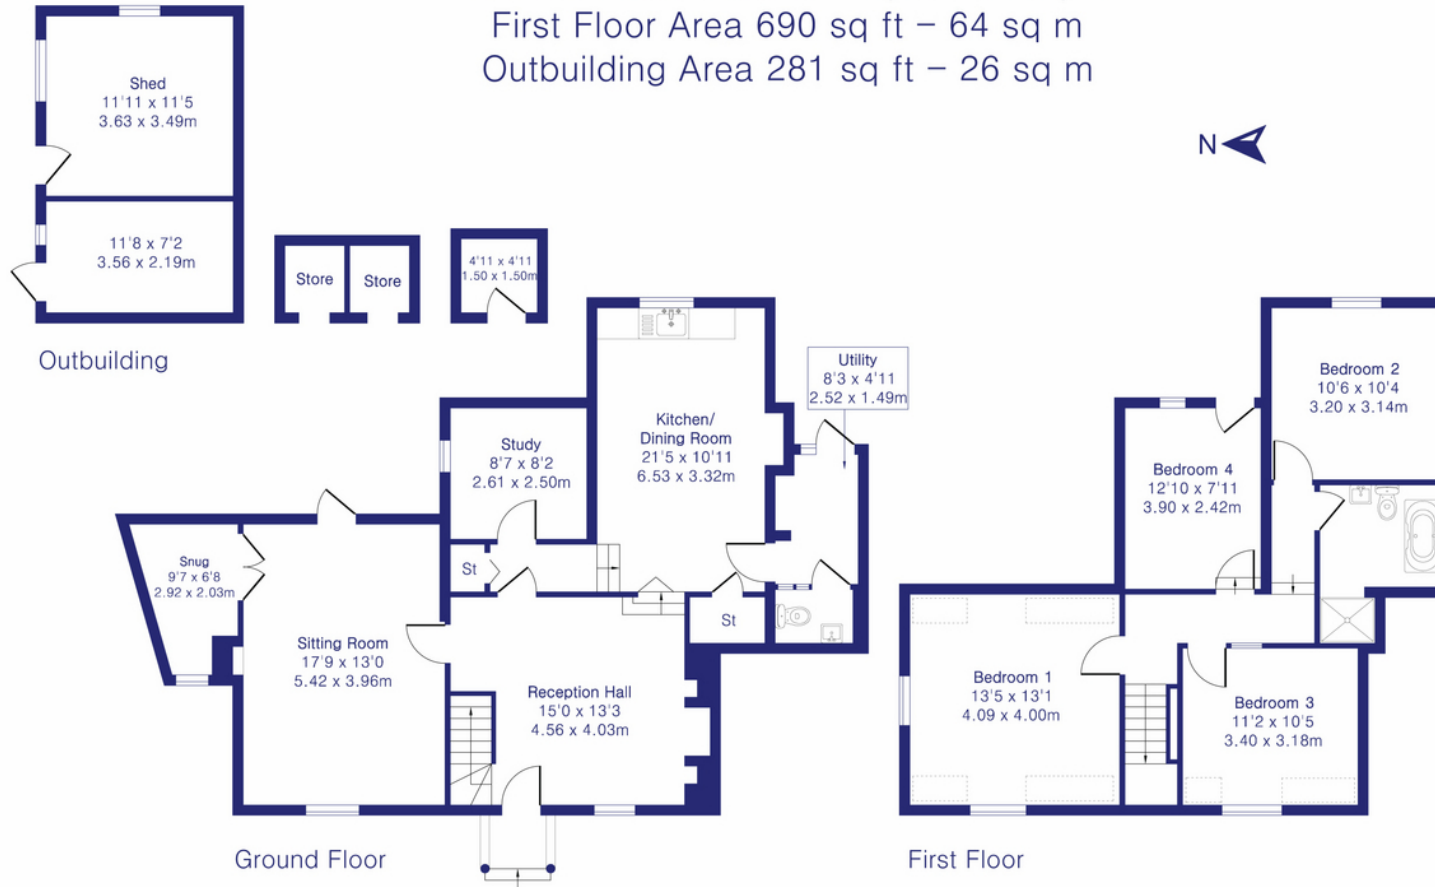 First Floor Area 690 sq ft – 64 sq m
Outbuilding Area 281 sq ft – 26 sq m
N
Shed
11'11 x 11'5
3.63 x 3.49m
11'8 x 7'2
3.56 x 2.19m
Store
Store
4'11 x 4'11
1.50 x 1.50m
Outbuilding
Utility
8'3 x 4'11
2.52 x 1.49m
Kitchen/
Dining Room
21'5 x 10'11
6.53 x 3.32m
Study
8'7 x 8'2
2.61 x 2.50m
St
Snug
9'7 x 6'8
2.92 x 2.03m
Sitting Room
17'9 x 13'0
5.42 x 3.96m
St
Reception Hall
15'0 x 13'3
4.56 x 4.03m
Ground Floor
Bedroom 2
10'6 x 10'4
3.20 x 3.14m
Bedroom 4
12'10 x 7'11
3.90 x 2.42m
Bedroom 1
13'5 x 13'1
4.09 x 4.00m
Bedroom 3
11'2 x 10'5
3.40 x 3.18m
First Floor